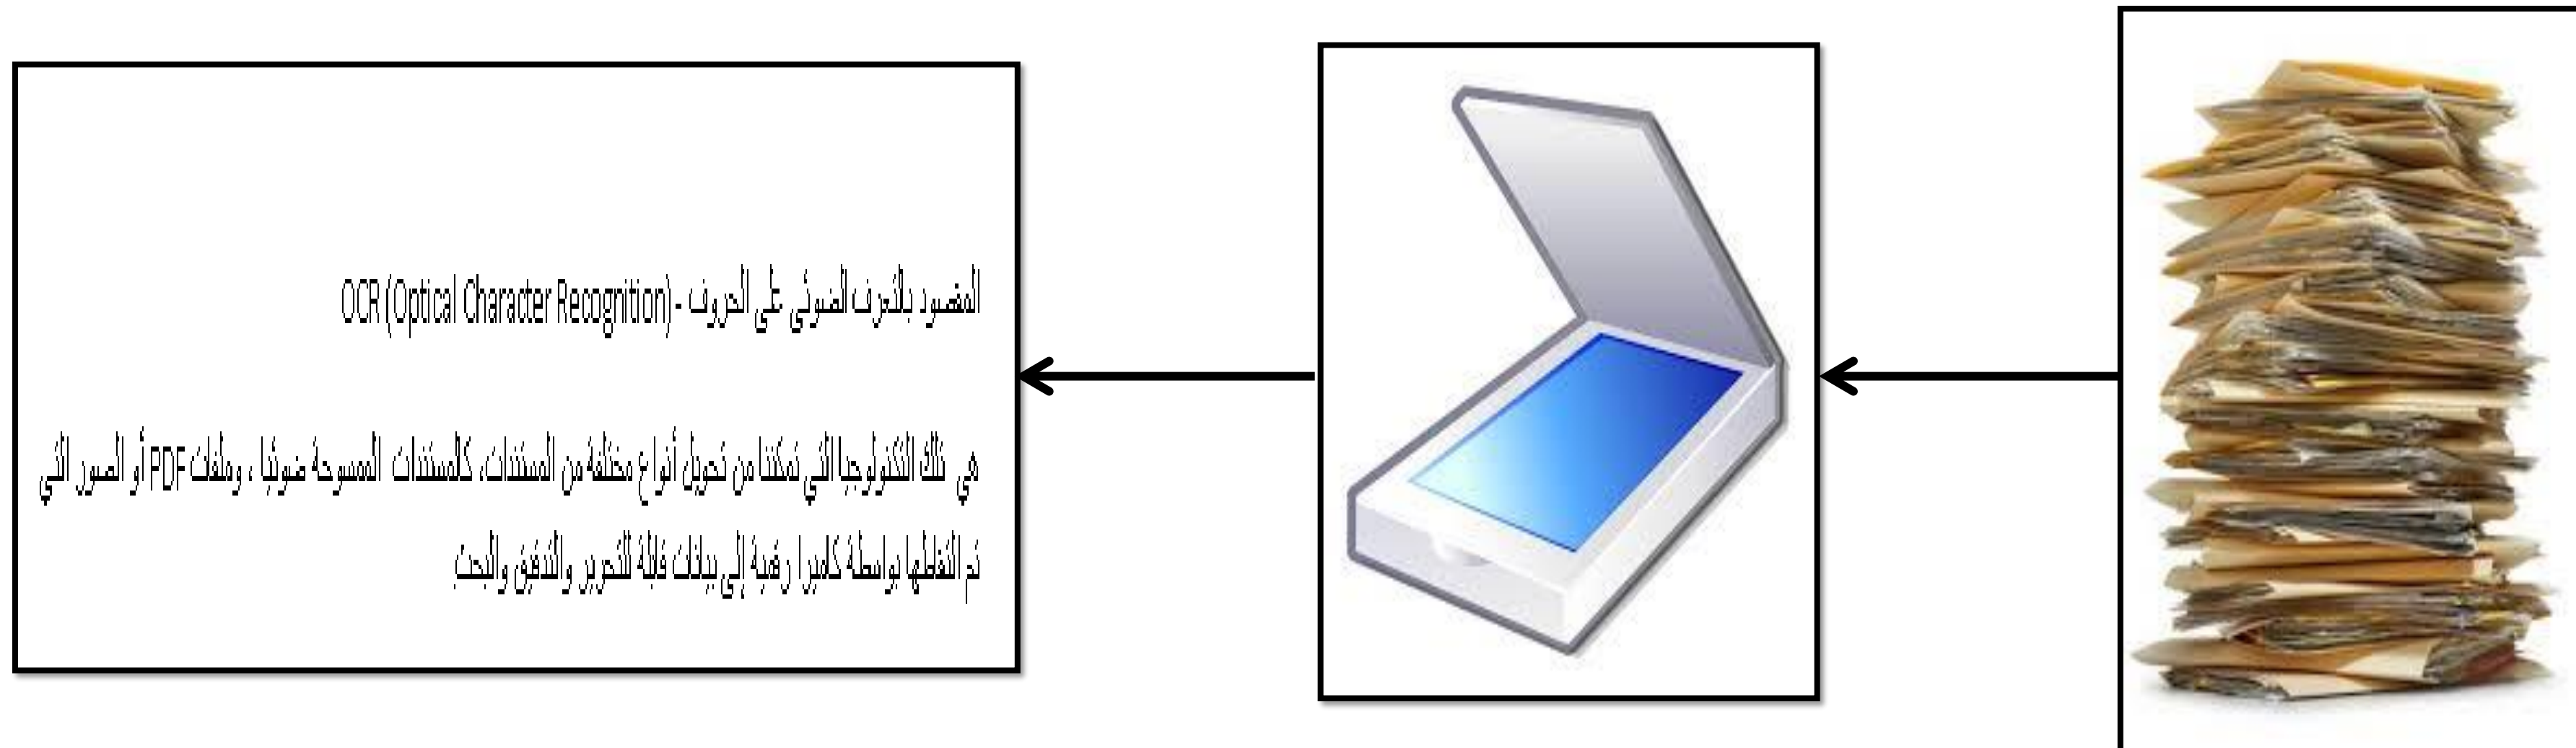 المقصود بالتعرف الضوئي على الحروف - OCR (Optical Character Recognition)
هي تلك التكنولوجيا التي تمكننا من تحويل أنواع مختلفة من المستندات، كالمستندات الممسوحة ضوئيا ، وملفات PDF أو الصور التي
تم التقاطها بواسطة كاميرا رقمية إلى بيانات قابلة للتحرير والتدقيق والبحث